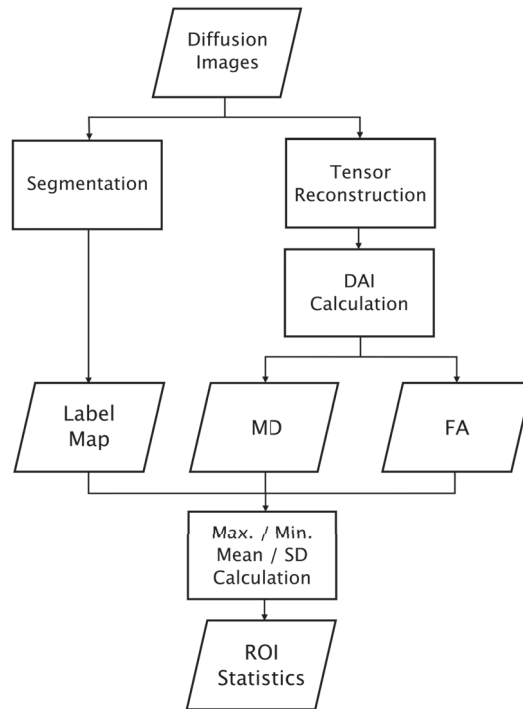 Diffusion
Images
Segmentation
Tensor
Reconstruction
DAI
Calculation
Label
Map
MD
FA
Max. / Min.
Mean / SD
Calculation
ROI
Statistics